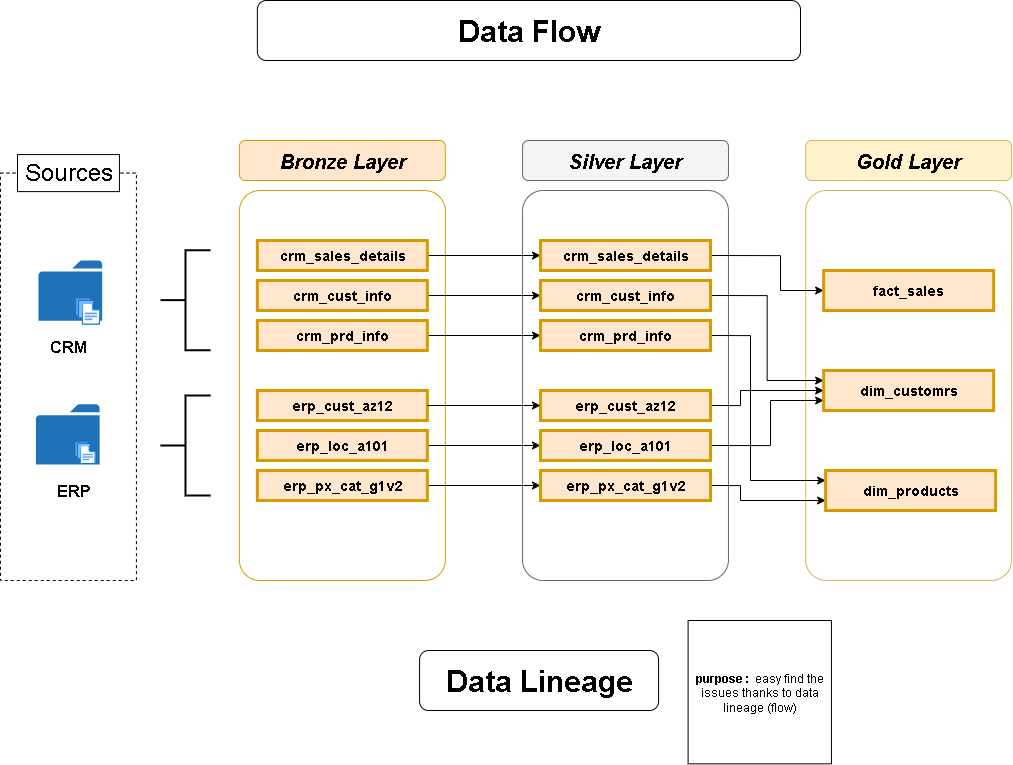 Data Flow
Sources
Bronze Layer
Silver Layer
Gold Layer
CRM
ERP
crm_sales_details
crm_cust_info
crm_prd_info
erp_cust_az12
erp_loc_a101
erp_px_cat_g1v2
crm_sales_details
crm_cust_info
crm_prd_info
erp_cust_az12
erp_loc_a101
erp_px_cat_g1v2
fact_sales
dim_customrs
dim_products
Data Lineage
purpose : easy find the
issues thanks to data
lineage (flow)